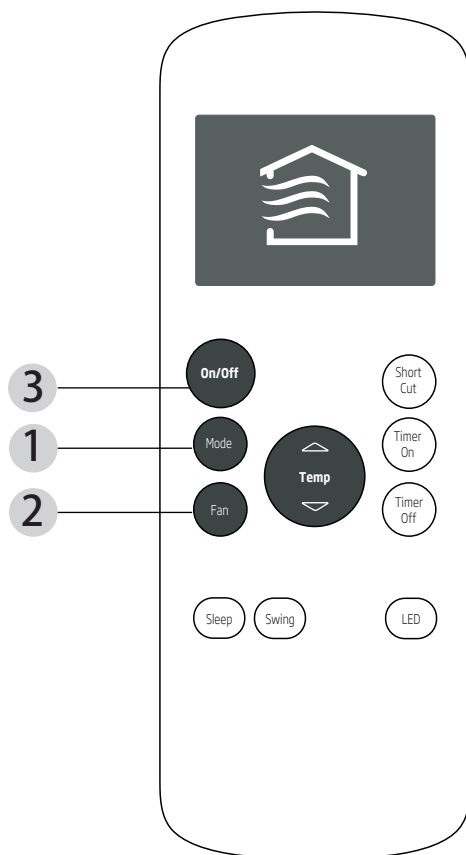 3
On/Off
Short
Cut
1
Mode
Timer
On
Temp
2
Fan
Timer
Off
Sleep
Swing
LED